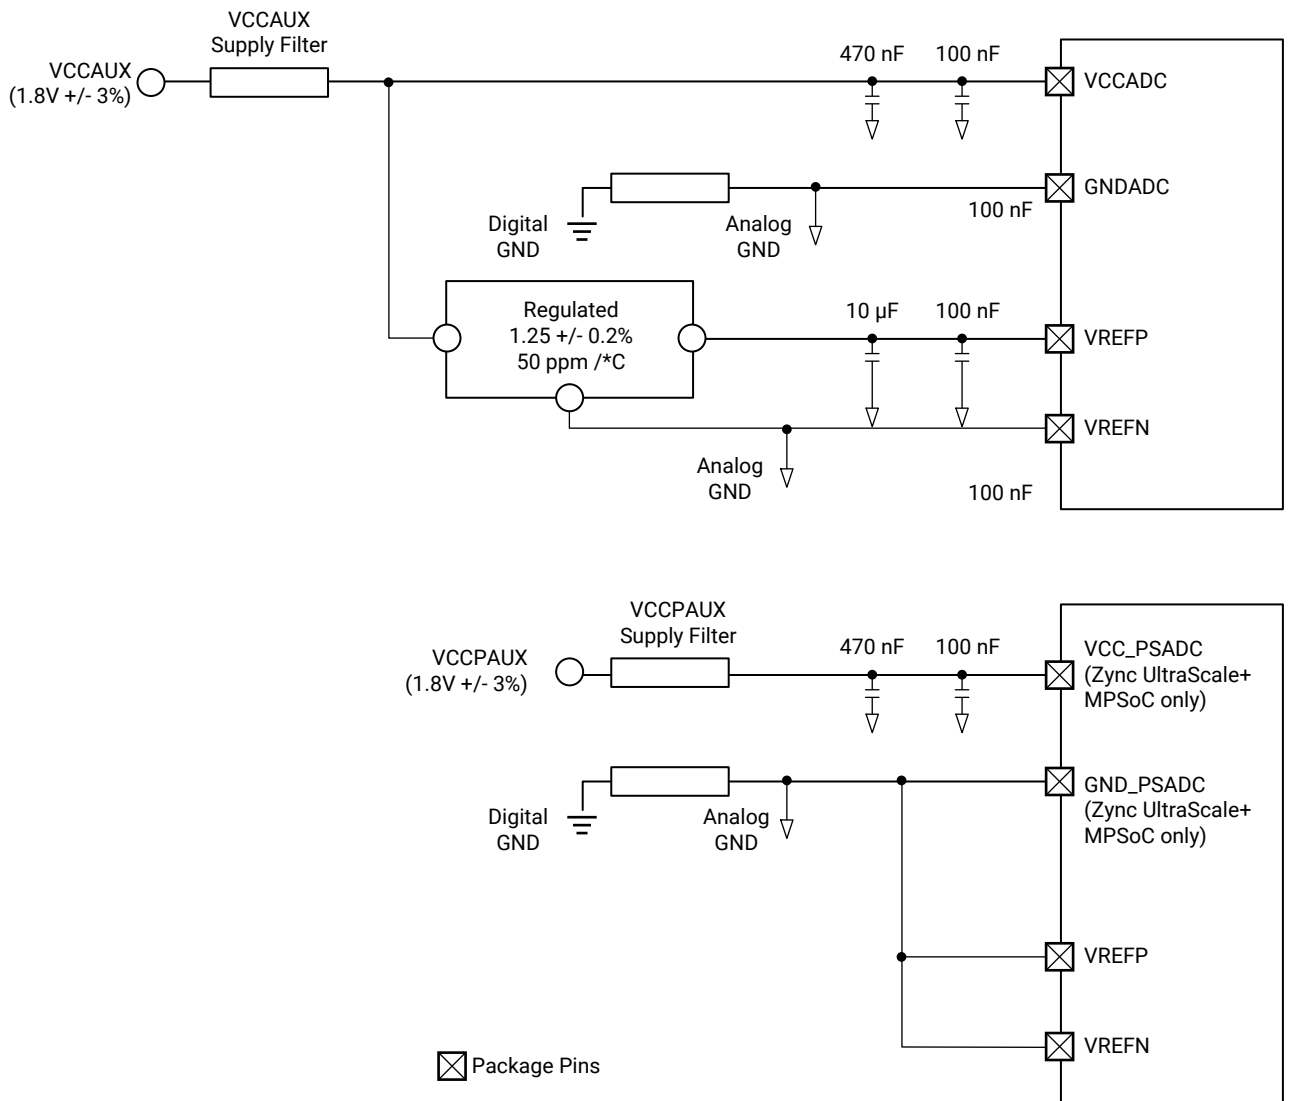 VCCAUX
Supply Filter
VCCAUX
(1.8V +/- 3%)
470 nF
100 nF
VCCADC
GNDADC
100 nF
Digital
GND
Analog
GND
Regulated
1.25 +/- 0.2%
50 ppm /*C
10 µF
100 nF
VREFP
VREFN
Analog
GND
100 nF
VCCPAUX
Supply Filter
VCCPAUX
(1.8V +/- 3%)
470 nF
100 nF
VCC_PSADC
(Zync UltraScale+
MPSoC only)
Digital
GND
Analog
GND
GND_PSADC
(Zync UltraScale+
MPSoC only)
VREFP
VREFN
Package Pins